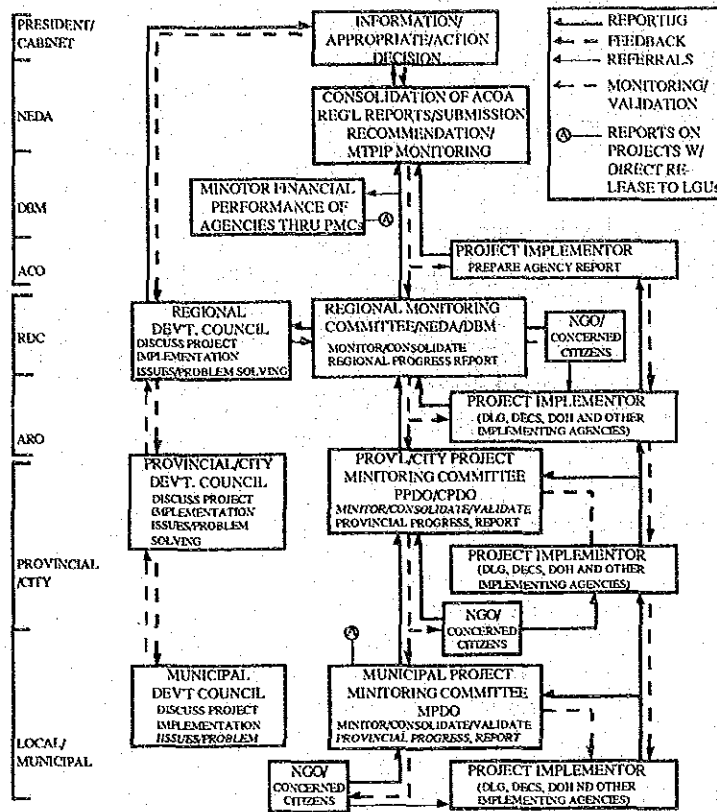 PRESIDENT/
CABINET
NEDA
DBM
ACO
RDC
ARO
PROVINCIAL
/CITY
LOCAL/
MUNICIPAL
INFORMATION/
APPROPRIATE/ACTION
DECISION
CONSOLIDATION OF ACOA
REG'L REPORTS/SUBMISSION
RECOMMENDATION/
MTPIP MONITORING
REPORTIJG
FEEDBACK
REFERRALS
MONITORING/
VALIDATION
A REPORTS ON
PROJECTS W/
DIRECT RE-
LEASE TO LGUs
MINOTOR FINANCIAL
PERFORMANCE OF
AGENCIES THRU PMCs
A
PROJECT IMPLEMENTOR
PREPARE AGENCY REPORT
REGIONAL
DEV'T. COUNCIL
DISCUSS PROJECT
IMPLEMENTATION
ISSUES/PROBLEM SOLVING
REGIONAL MONITORING
COMMITTEE/NEDA/DBM
MONITOR/CONSOLIDATE
REGIONAL PROGRESS REPORT
NGO/
CONCERNED
CITIZENS
PROJECT IMPLEMENTOR
(DLG, DECS, DOH AND OTHER
IMPLEMENTING AGENCIES)
PROVINCIAL/CITY
DEV'T. COUNCIL
DISCUSS PROJECT
IMPLEMENTATION
ISSUES/PROBLEM
SOLVING
PROV'L/CITY PROJECT
MINITORING COMMITTEE
PPDO/CPDO
MINITOR/CONSOLIDATE/VALIDATE
PROVINCIAL PROGRESS, REPORT
PROJECT IMPLEMENTOR
(DLG, DECS, DOH AND OTHER
IMPLEMENTING AGENCIES)
NGO/
CONCERNED
CITIZENS
A
MUNICIPAL
DEV'T COUNCIL
DISCUSS PROJECT
IMPLEMENTATION
IISSUES/PROBLEM
MUNICIPAL PROJECT
MINITORING COMMITTEE
MPDO
MINITOR/CONSOLIDATE/VALIDATE
PROVINCIAL PROGRESS, REPORT
NGO/
CONCERNED
CITIZENS
PROJECT IMPLEMENTOR
(DLG, DECS, DOH ND OTHER
IMPLEMENTING AGENCIES)